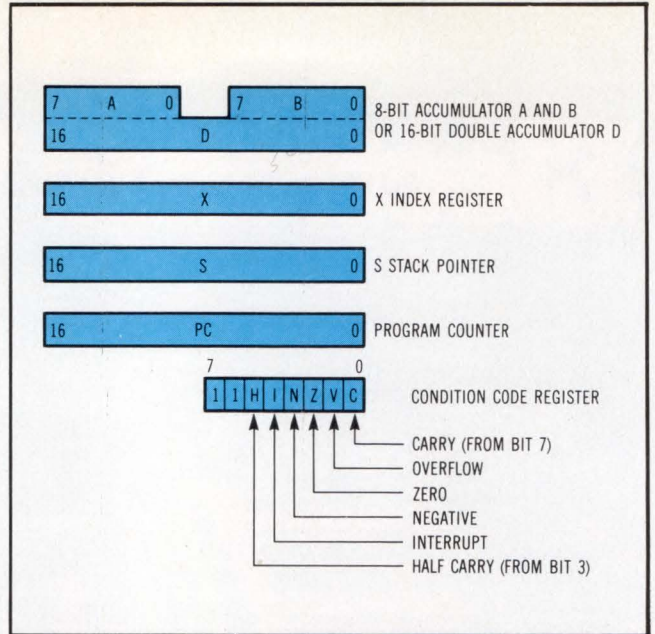 7 A 0 7 B 0
8-BIT ACCUMULATOR A AND B
16 D 0
OR 16-BIT DOUBLE ACCUMULATOR D
16 X 0 X INDEX REGISTER
16 S 0 S STACK POINTER
16 PC 0 PROGRAM COUNTER
7 0
1 1 H I N Z V C CONDITION CODE REGISTER
CARRY (FROM BIT 7)
OVERFLOW
ZERO
NEGATIVE
INTERRUPT
HALF CARRY (FROM BIT 3)